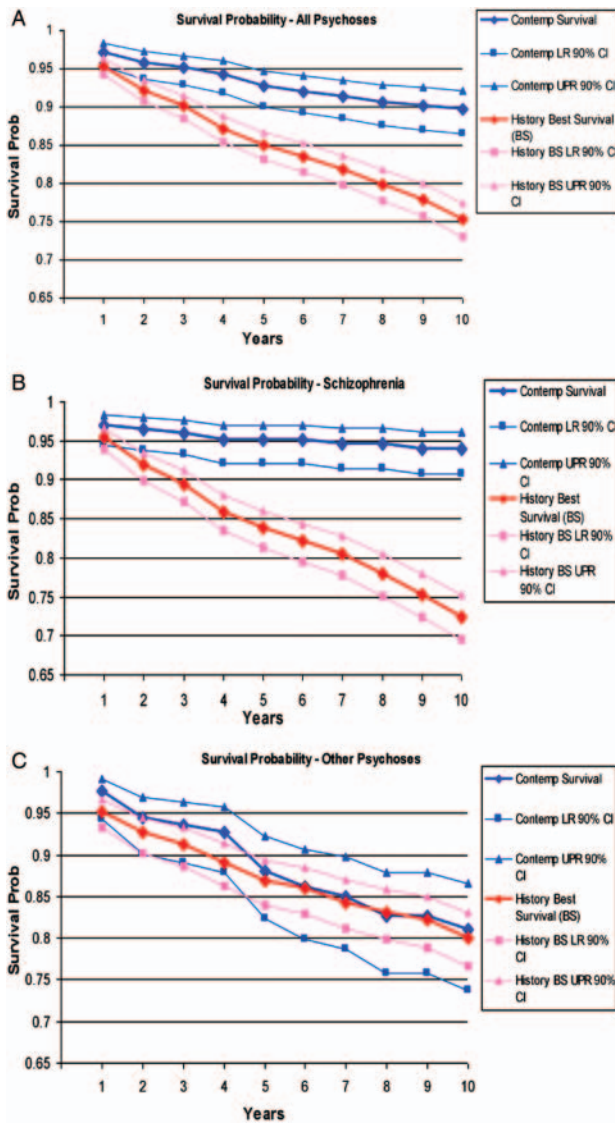 A
Survival Probability - All Psychoses
Survival Prob
1
0.95
0.9
0.85
0.8
0.75
0.7
0.65
1 2 3 4 5 6 7 8 9 10
Years
Contemp Survival
Contemp LR 90% CI
Contemp UPR 90% CI
History Best Survival
(BS)
History BS LR 90% CI
History BS UPR 90%
CI
B
Survival Probability - Schizophrenia
Survival Prob
1
0.95
0.9
0.85
0.8
0.75
0.7
0.65
1 2 3 4 5 6 7 8 9 10
Years
Contemp Survival
Contemp LR 90% CI
Contemp UPR 90%
CI
History Best
Survival (BS)
History BS LR 90%
CI
History BS UPR
90% CI
C
Survival Probability - Other Psychoses
Survival Prob
1
0.95
0.9
0.85
0.8
0.75
0.7
0.65
1 2 3 4 5 6 7 8 9 10
Years
Contemp Survival
Contemp LR 90% CI
Contemp UPR 90%
CI
History Best
Survival (BS)
History BS LR 90%
CI
History BS UPR 90%
CI